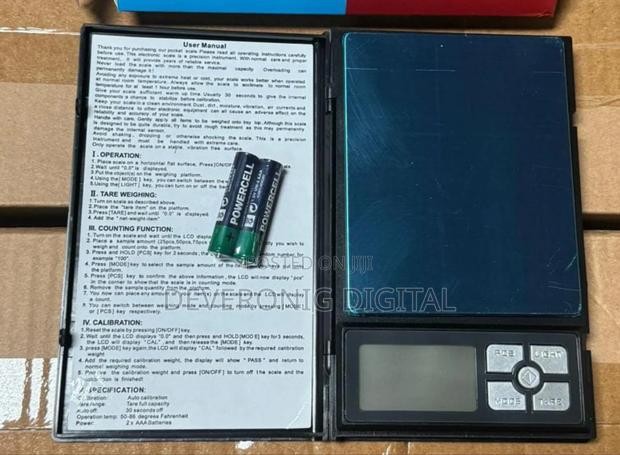 User Manual
Thank you for purchasing our pocket scale Please read all operating instructions carefully
before use. This electronic scale is a precision instrument. With normal care and proper
treatment, it will provide years of reliable service.
Never load the scale with more than the maximal capacity Overloading can
permanently damage it!
Avoiding any exposure to extreme heat or cold, your scale works better when operated
at normal room temperature. Always allow the scale to acclimate to normal room
temperature for at least 1 hour before use.
Give your scale sufficient warm up time. Usually 30 seconds to give the internal
components a chance to stabilize before calibration.
Keep your scale in a clean environment Dust, dirt, moisture, vibration, air currents and
a close distance to other electronic equipment can all cause an adverse effect on the
reliability and accuracy of your scale.
Handle with care. Gently apply all items to be weighed onto tray top. Although this scale
is designed to be quite durable, try to avoid rough treatment as this may permanently
damage the internal sensor.
Avoid shaking, dropping or otherwise shocking the scale. This is a precision
instrument and must be handled with extreme care.
Only operate the scale on a stable, vibration free surface
I. OPERATION:
1. Place scale on a horizontal flat surface, Press [ON/OFF]
2. Wait until "0.0" is displayed.
3. Put the object(s) on the weighing platform.
4. Using the [MODE] key, you can switch between the
5. Using the [LIGHT] key, you can turn on or off the
II. TARE WEIGHING:
1. Turn on scale as described above.
2. Place the "tare item" on the platform.
3. Press [TARE] and wait until "0.0" is displayed.
4. Add the "net-weight-item"
III. COUNTING FUNCTION:
1. Turn on the scale and wait until the LCD
2. Place a sample amount (25pcs, 50pcs, 75pcs you wish to
weigh and count onto the platform.
3. Press and HOLD [PCS] key for 3 seconds, the number, for
example "100"
4. Press [MODE] key to select the sample amount of the
the platform.
5. Press [PCS] key to confirm the above information, the LCD will now display "pcs"
in the corner to show that the scale is in counting mode.
6. Remove the sample quantity from the platform.
7. You now can place any amount display
a count.
8. You can switch between press [MODE]
or [PCS] key respectively.
IV. CALIBRATION:
1. Reset the scale by pressing [ON/OFF] key.
2. Wait until the LCD displays "0.0" and then press and HOLD [MODE] key for 3 seconds,
the LCD will display "CAL", and then release the [MODE] key.
3. press [MODE] key again, the LCD will display "CAL" followed by the required calibration
weight
4. Add the required calibration weight, the display will show "PASS" and return to
normal weighing mode.
5. the calibration weight and press [ON/OFF] to turn off the scale and the
is finished!
SPECIFICATION:
Auto calibration
Tare full capacity
Auto off: 30 seconds off
Operation temp: 50-86 degrees Fahrenheit
Power: 2 x AAA Batteries
POWERCELL
POWERCELL
POSTED ON JIJI
DEVERONIG DIGITAL
PCS
LIGHT
MODE
TARE